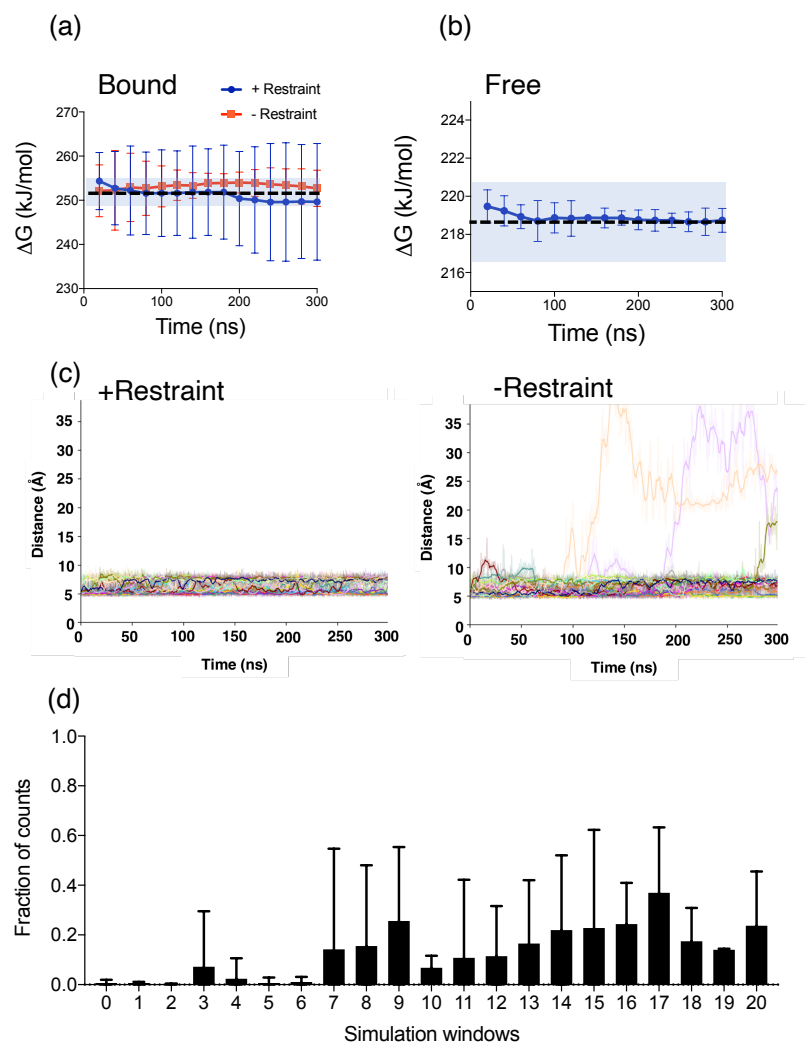 (a)
(b)
Bound
+ Restraint
- Restraint
Free
270
260
250
240
230
ΔG (kJ/mol)
0
100
200
300
Time (ns)
224
222
220
218
216
ΔG (kJ/mol)
0
100
200
300
Time (ns)
(c)
+Restraint
-Restraint
35
30
25
20
15
10
5
0
Distance (Å)
0
50
100
150
200
250
300
Time (ns)
35
30
25
20
15
10
5
0
Distance (Å)
0
50
100
150
200
250
300
Time (ns)
(d)
1.0
0.8
0.6
0.4
0.2
0.0
Fraction of counts
0 1 2 3 4 5 6 7 8 9 10 11 12 13 14 15 16 17 18 19 20
Simulation windows